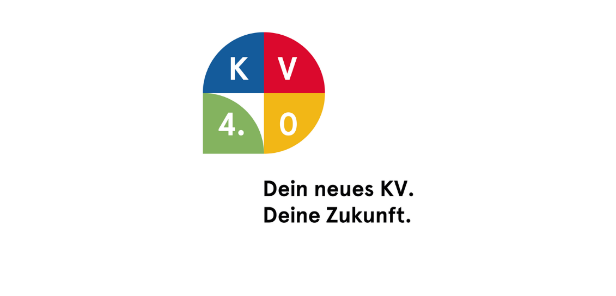 K V
4. 0
Dein neues KV.
Deine Zukunft.